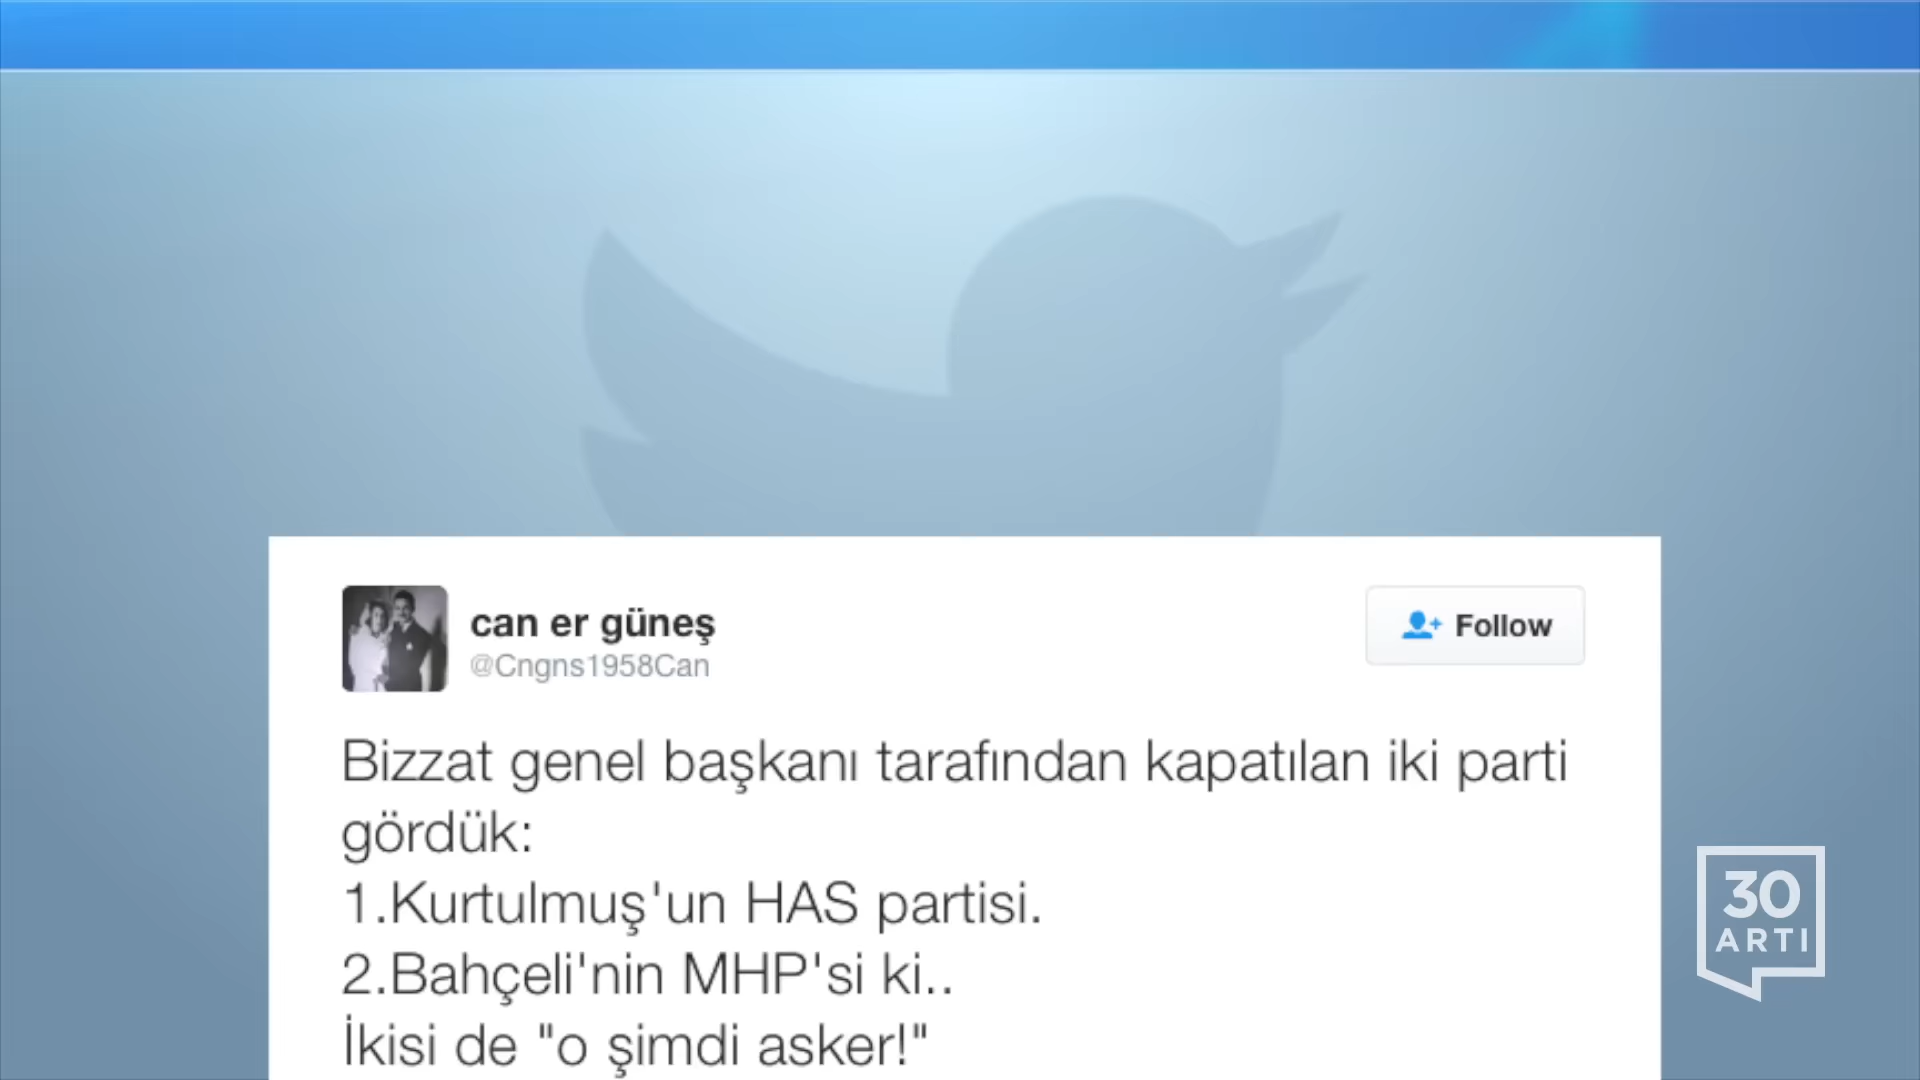 can er güneş
@Cngns1958Can
Follow
Bizzat genel başkanı tarafından kapatılan iki parti
gördük:
1.Kurtulmuş'un HAS partisi.
2.Bahçeli'nin MHP'si ki..
İkisi de "o şimdi asker!"
30
ARTI